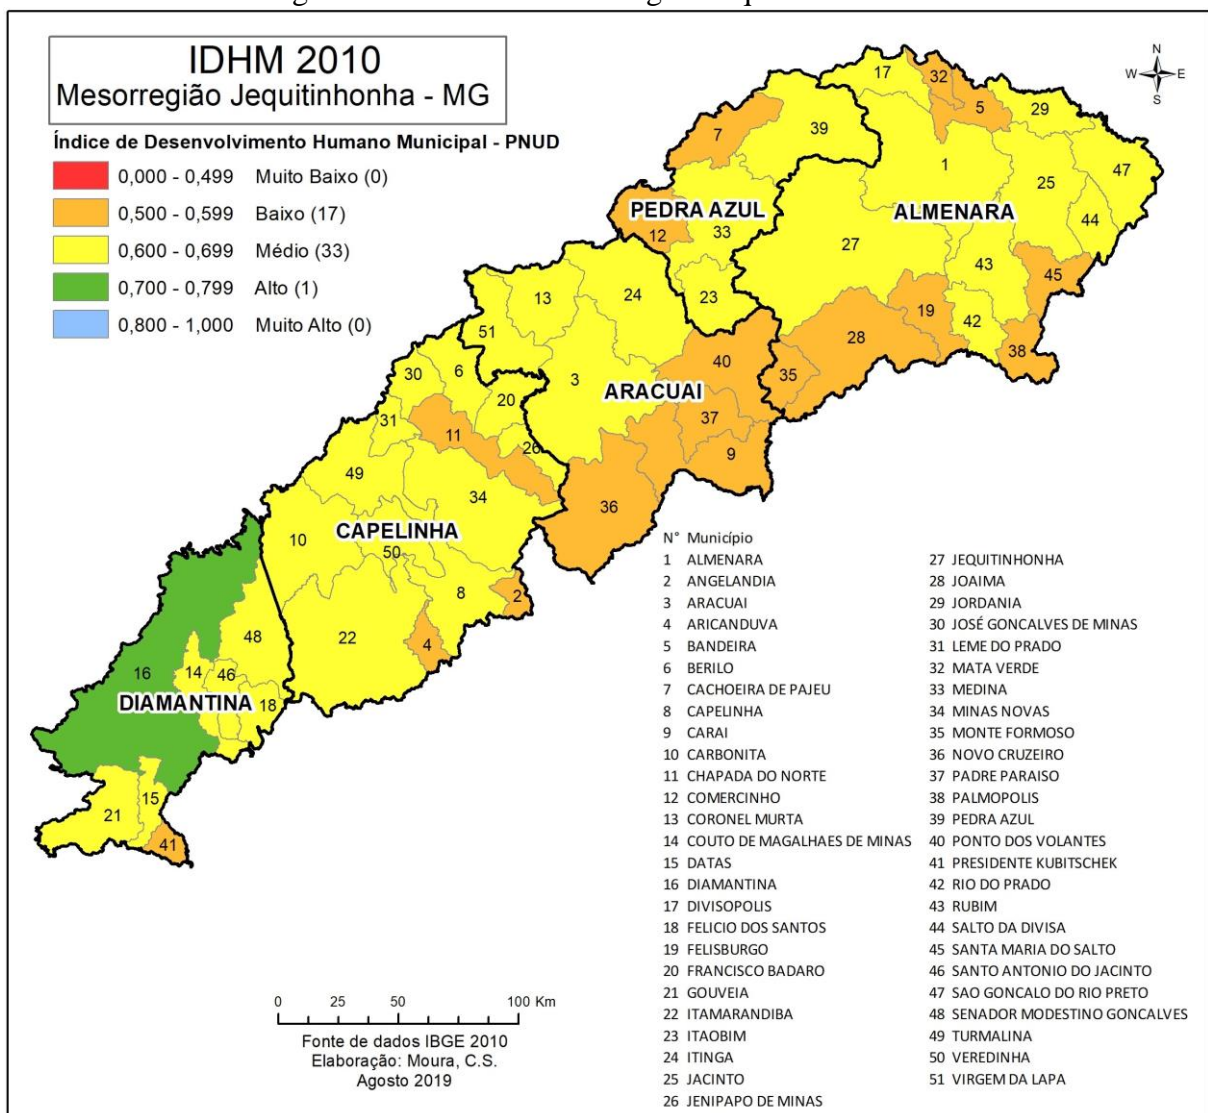 IDHM 2010
Mesorregião Jequitinhonha - MG
Índice de Desenvolvimento Humano Municipal - PNUD
0,000 - 0,499 Muito Baixo (0)
0,500 - 0,599 Baixo (17)
0,600 - 0,699 Médio (33)
0,700 - 0,799 Alto (1)
0,800 - 1,000 Muito Alto (0)
N
W E
S
17
32
5
29
7
39
1
47
25
PEDRA AZUL
ALMENARA
44
12
33
27
43
45
13
24
23
19
51
42
28
38
40
30
6
3
35
ARACUAI
20
31
37
11
26
9
49
34
36
10
CAPELINHA
50
8
2
48
22
4
16
14
46
DIAMANTINA
18
15
21
41
N° Município
1 ALMENARA
2 ANGELANDIA
3 ARACUAI
4 ARICANDUVA
5 BANDEIRA
6 BERILO
7 CACHOEIRA DE PAJEU
8 CAPELINHA
9 CARAI
10 CARBONITA
11 CHAPADA DO NORTE
12 COMERCINHO
13 CORONEL MURTA
14 COUTO DE MAGALHAES DE MINAS
15 DATAS
16 DIAMANTINA
17 DIVISOPOLIS
18 FELICIO DOS SANTOS
19 FELISBURGO
20 FRANCISCO BADARO
21 GOUVEIA
22 ITAMARANDIBA
23 ITAOBIM
24 ITINGA
25 JACINTO
26 JENIPAPO DE MINAS
27 JEQUITINHONHA
28 JOAIMA
29 JORDANIA
30 JOSÉ GONCALVES DE MINAS
31 LEME DO PRADO
32 MATA VERDE
33 MEDINA
34 MINAS NOVAS
35 MONTE FORMOSO
36 NOVO CRUZEIRO
37 PADRE PARAISO
38 PALMOPOLIS
39 PEDRA AZUL
40 PONTO DOS VOLANTES
41 PRESIDENTE KUBITSCHEK
42 RIO DO PRADO
43 RUBIM
44 SALTO DA DIVISA
45 SANTA MARIA DO SALTO
46 SANTO ANTONIO DO JACINTO
47 SAO GONCALO DO RIO PRETO
48 SENADOR MODESTINO GONCALVES
49 TURMALINA
50 VEREDINHA
51 VIRGEM DA LAPA
0 25 50 100 Km
Fonte de dados IBGE 2010
Elaboração: Moura, C.S.
Agosto 2019